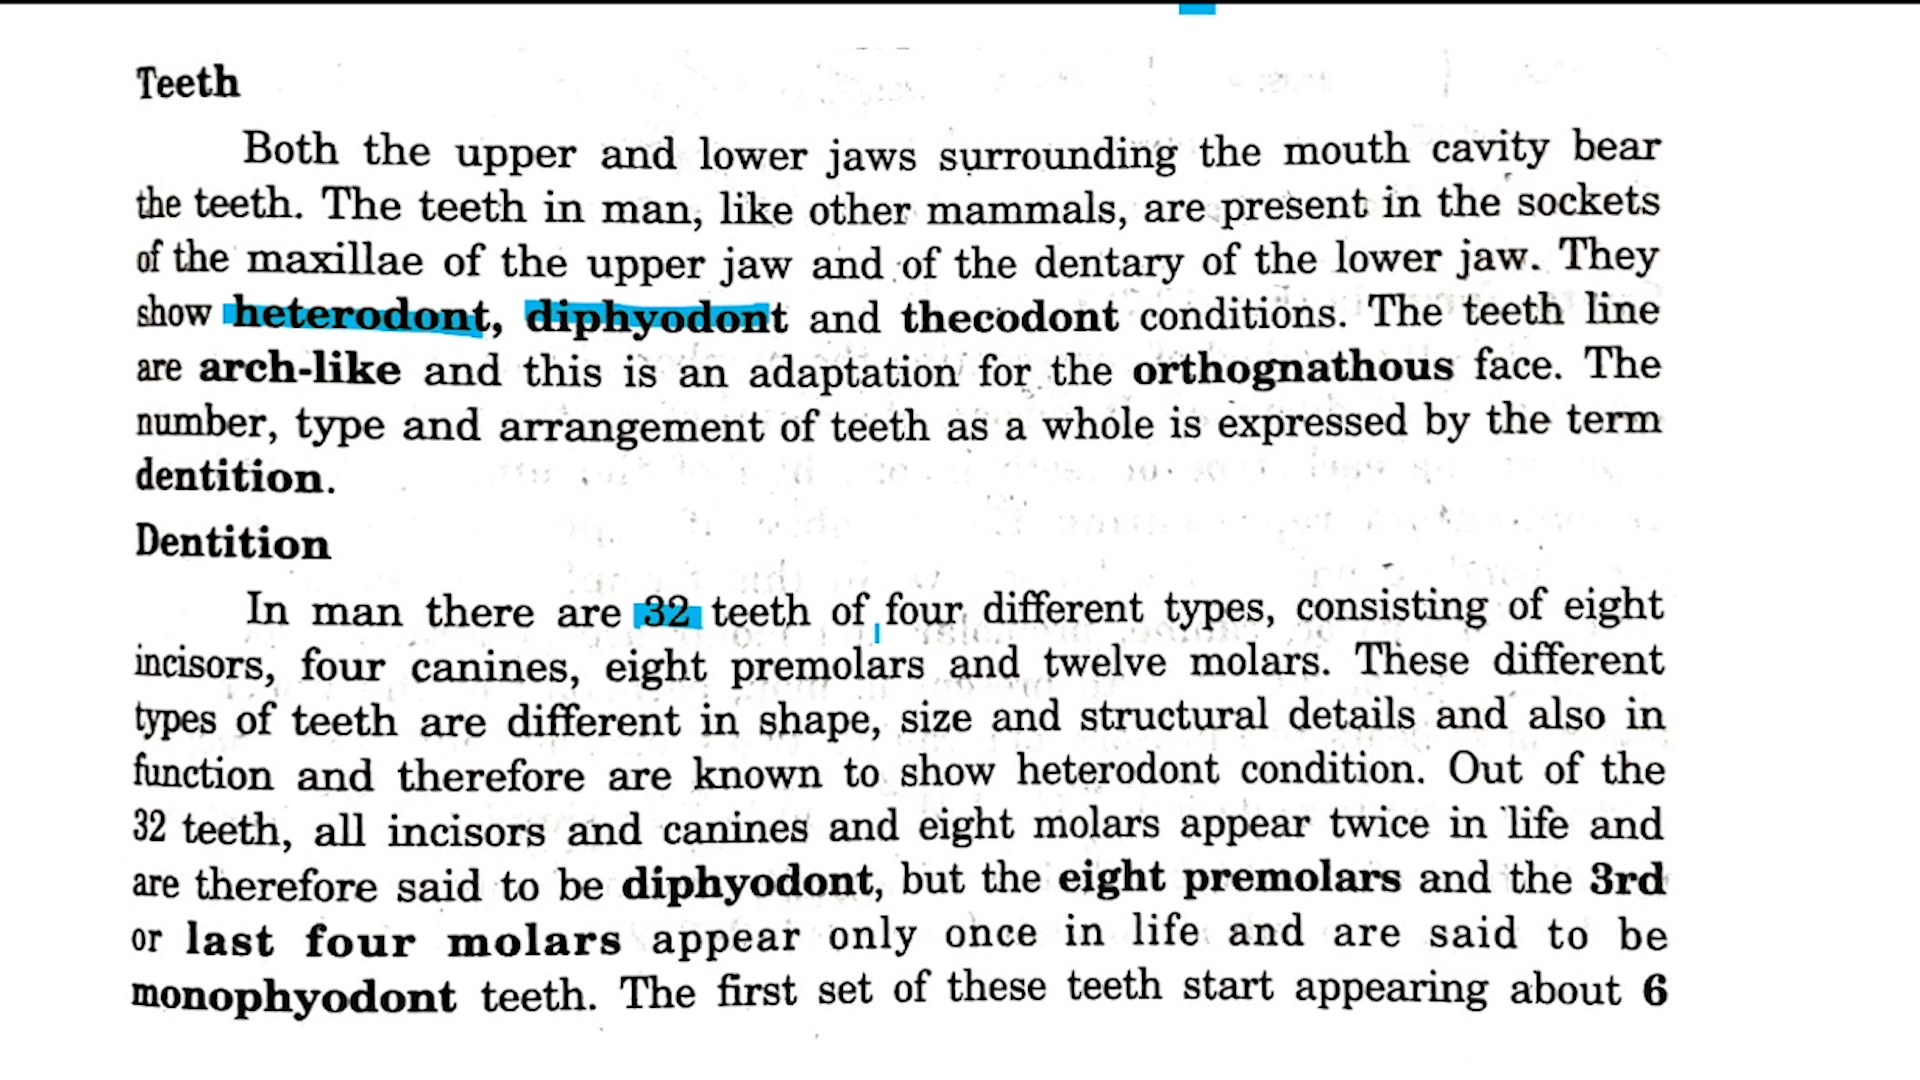 Teeth
Both the upper and lower jaws surrounding the mouth cavity bear
the teeth. The teeth in man, like other mammals, are present in the sockets
of the maxillae of the upper jaw and of the dentary of the lower jaw. They
show heterodont, diphyodont and thecodont conditions. The teeth line
are arch-like and this is an adaptation for the orthognathous face. The
number, type and arrangement of teeth as a whole is expressed by the term
dentition.
Dentition
In man there are 32 teeth of four different types, consisting of eight
incisors, four canines, eight premolars and twelve molars. These different
types of teeth are different in shape, size and structural details and also in
function and therefore are known to show heterodont condition. Out of the
32 teeth, all incisors and canines and eight molars appear twice in life and
are therefore said to be diphyodont, but the eight premolars and the 3rd
or last four molars appear only once in life and are said to be
monophyodont teeth. The first set of these teeth start appearing about 6